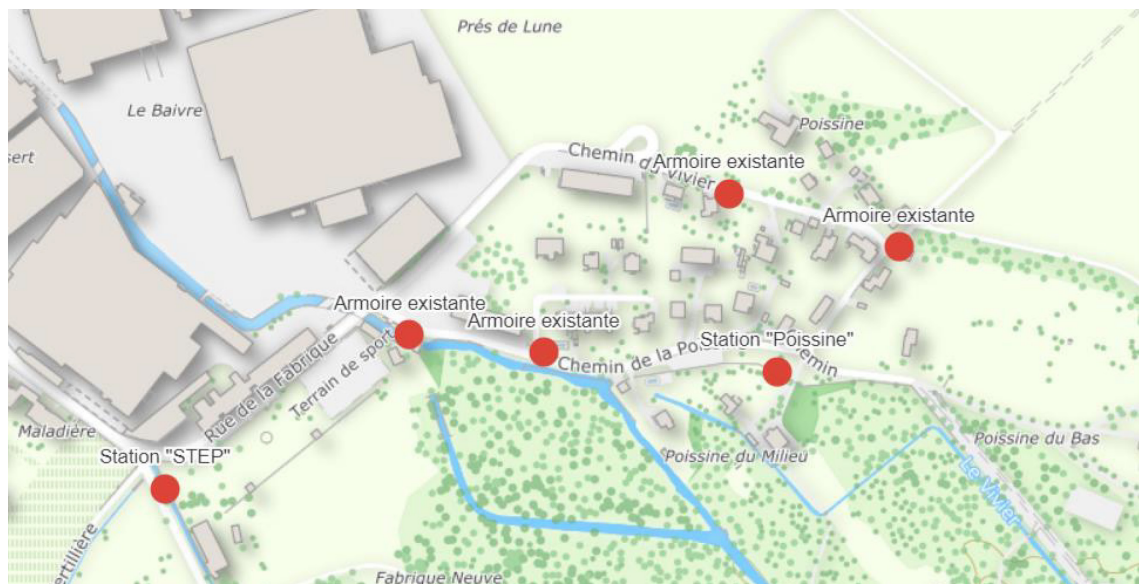 Prés de Lune
Le Baivre
sert
Poissine
Chemin du Vivier
Armoire existante
Armoire existante
Armoire existante
Armoire existante
Station "Poissine"
Chemin de la Pois
Chemin
Rue de la Fabrique
Terrain de sport
Maladière
Station "STEP"
Poissine du Milieu
Poissine du Bas
Le Vivier
ertillière
Fabrique Neuve